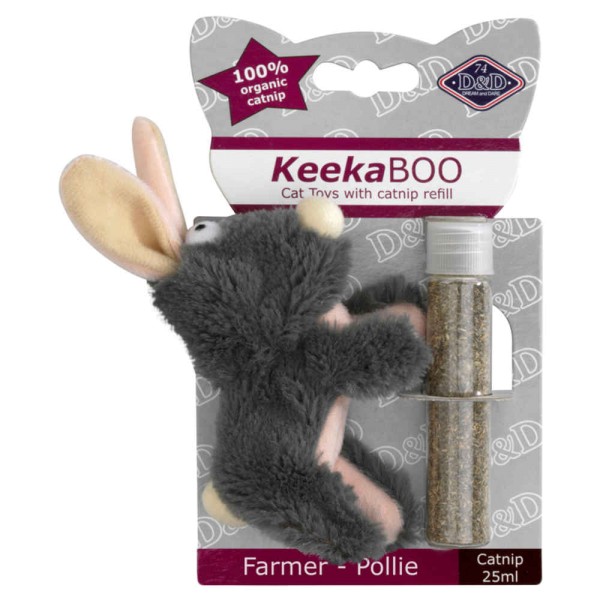 100%
organic
catnip
74
D&D
DREAM and DARE
KeekaBOO
Cat Toys with catnip refill
D&D
D&D
D&D
Farmer - Pollie
Catnip
25ml